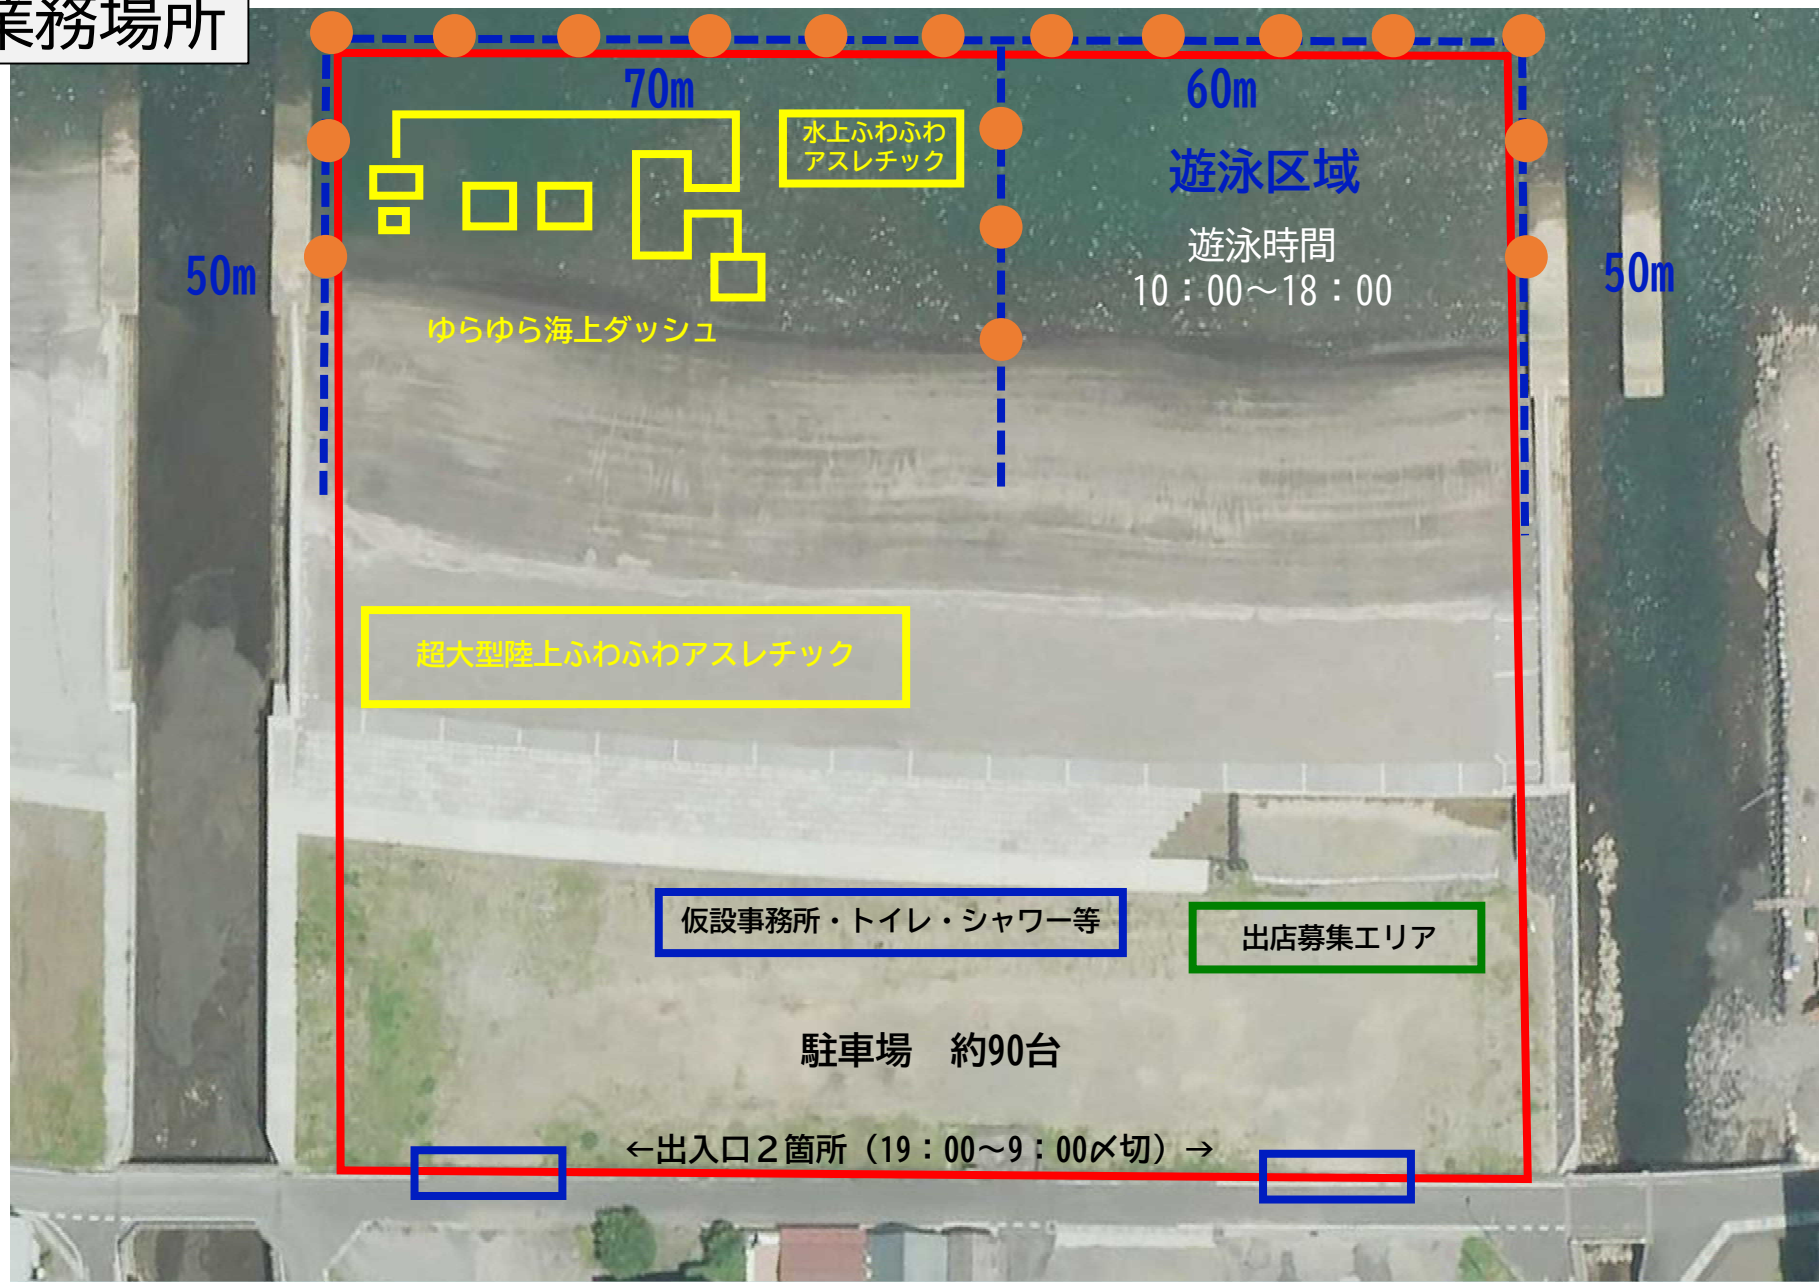 業務場所
70m
60m
水上ふわふわ
アスレチック
遊泳区域
遊泳時間
10：00～18：00
50m
50m
ゆらゆら海上ダッシュ
超大型陸上ふわふわアスレチック
仮設事務所・トイレ・シャワー等
出店募集エリア
駐車場　約90台
←出入口２箇所（19：00～9：00〆切）→